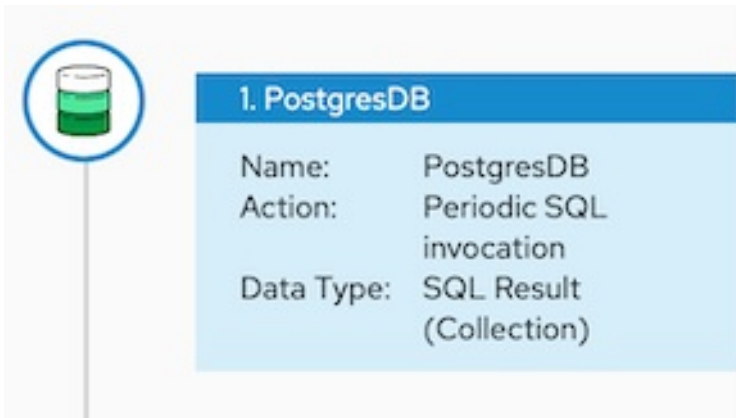 1. PostgresDB
Name: PostgresDB
Action: Periodic SQL
invocation
Data Type: SQL Result
(Collection)